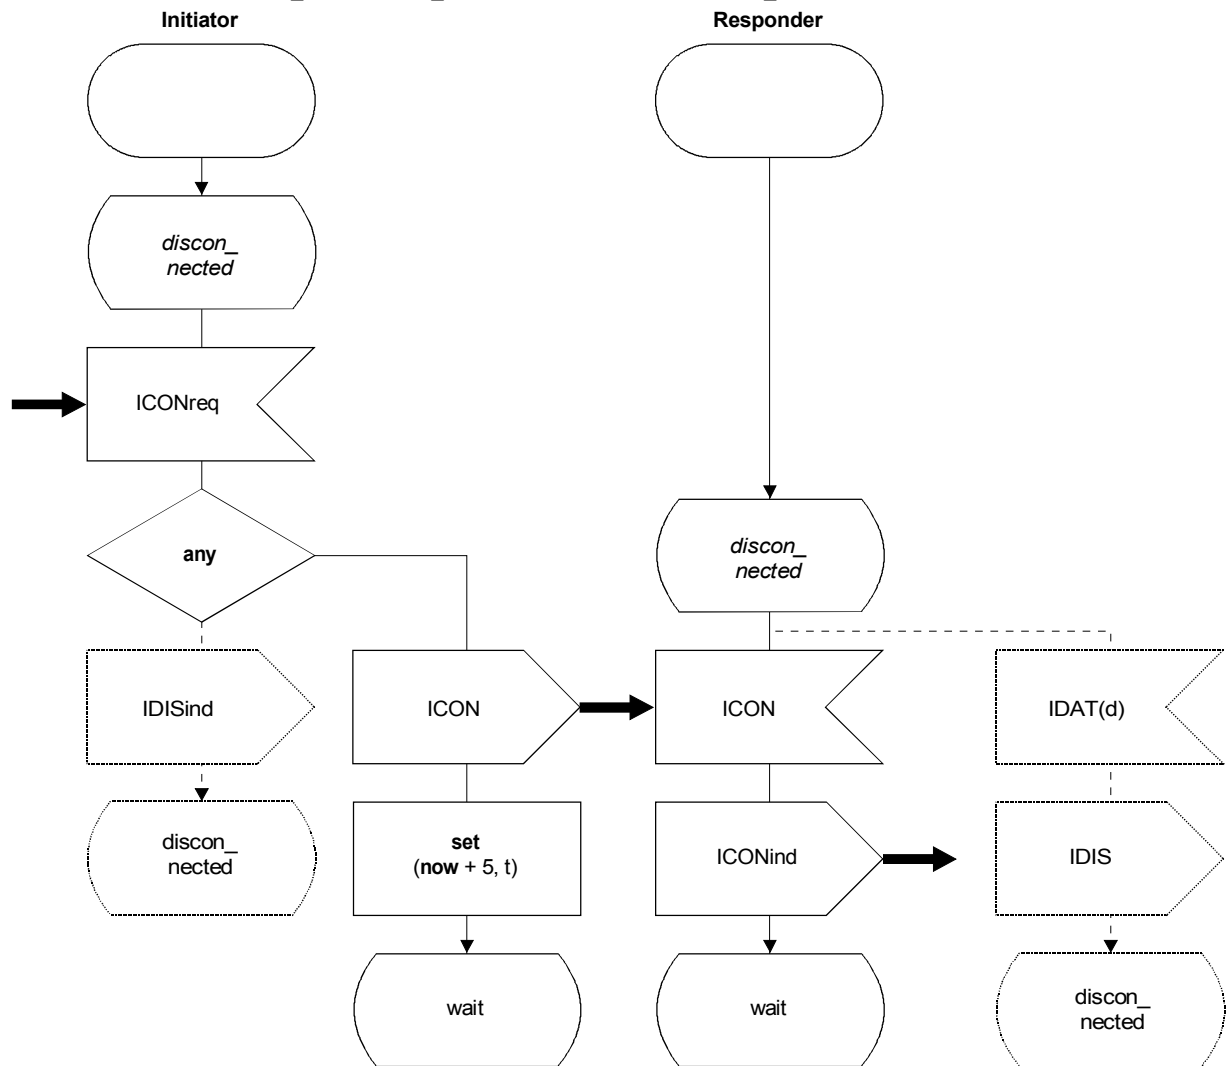 Initiator
Responder
discon_
nected
ICONreq
any
discon_
nected
IDISind
ICON
ICON
IDAT(d)
discon_
nected
set
(now + 5, t)
ICONind
IDIS
wait
wait
discon_
nected